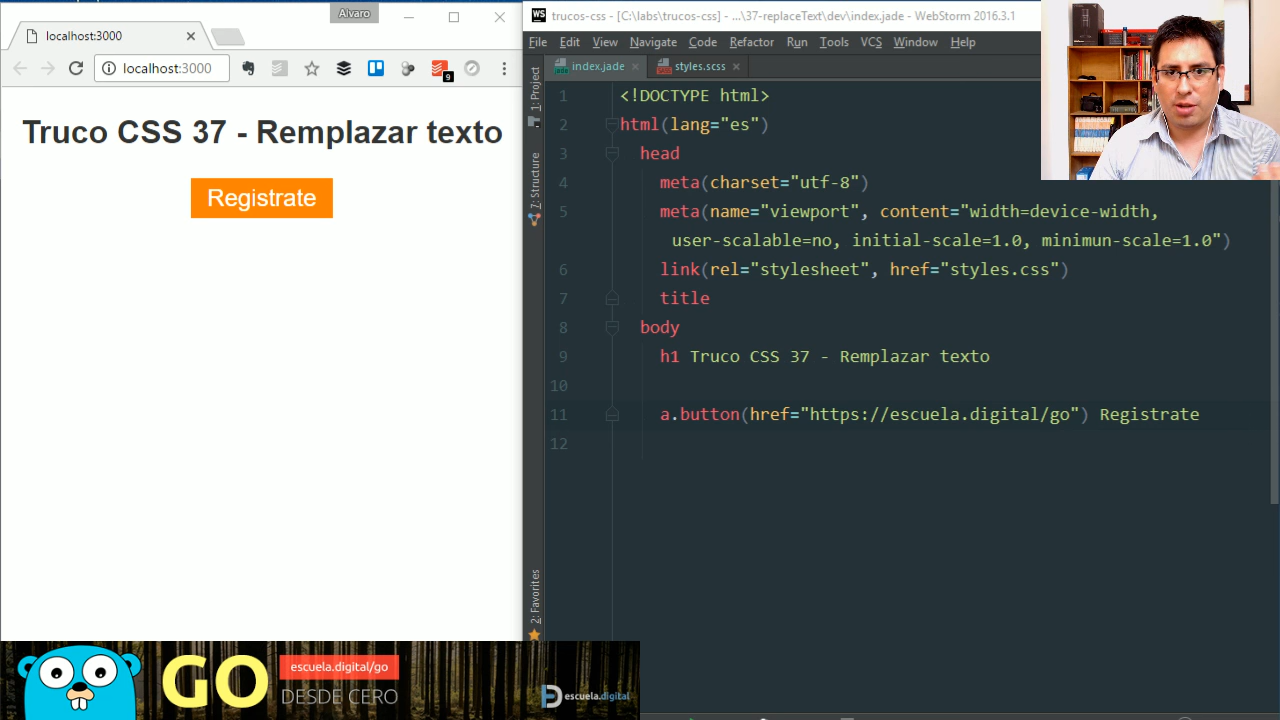 Alvaro
localhost:3000
localhost:3000
9
Truco CSS 37 - Remplazar texto
Registrate
WS trucos-css - [C:\labs\trucos-css] - ...\37-replaceText\dev\index.jade - WebStorm 2016.3.1
File Edit View Navigate Code Refactor Run Tools VCS Window Help
index.jade styles.scss
1: Project
7: Structure
2: Favorites
1 <!DOCTYPE html>
2 html(lang="es")
3 head
4 meta(charset="utf-8")
5 meta(name="viewport", content="width=device-width,
user-scalable=no, initial-scale=1.0, minimun-scale=1.0")
6 link(rel="stylesheet", href="styles.css")
7 title
8 body
9 h1 Truco CSS 37 - Remplazar texto
10
11 a.button(href="https://escuela.digital/go") Registrate
12
GO
escuela.digital/go
DESDE CERO
escuela.digital